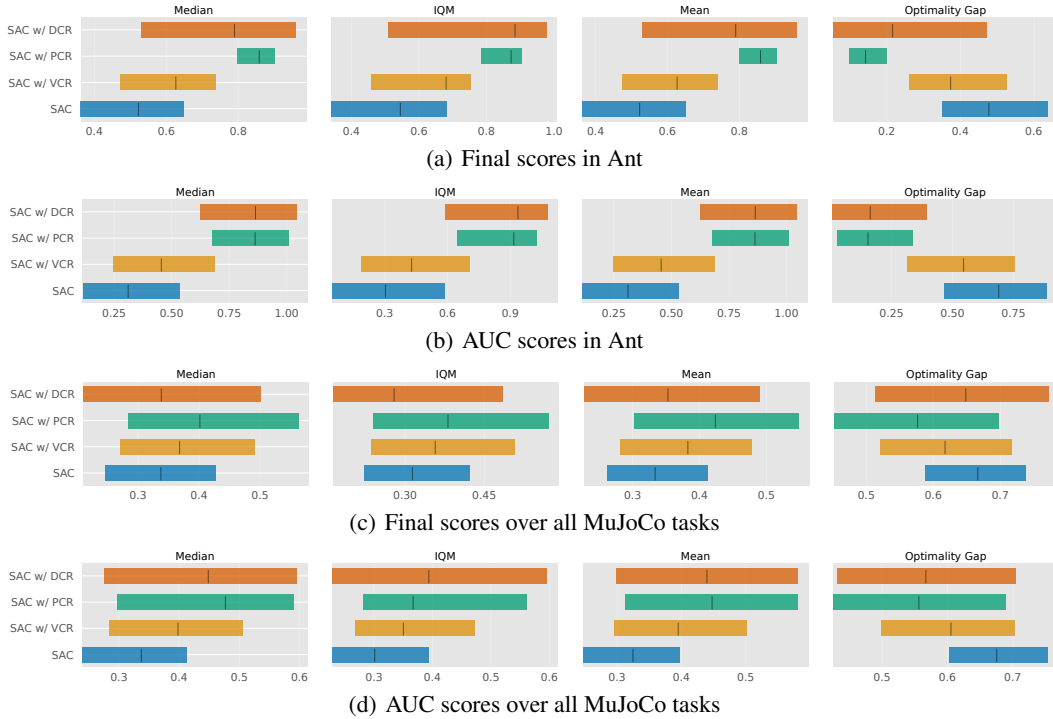 Median IQM Mean Optimality Gap
SAC w/ DCR
SAC w/ PCR
SAC w/ VCR
SAC
0.4 0.6 0.8 0.4 0.6 0.8 1.0 0.4 0.6 0.8 0.2 0.4 0.6
(a) Final scores in Ant
Median IQM Mean Optimality Gap
SAC w/ DCR
SAC w/ PCR
SAC w/ VCR
SAC
0.25 0.50 0.75 1.00 0.3 0.6 0.9 0.25 0.50 0.75 1.00 0.25 0.50 0.75
(b) AUC scores in Ant
Median IQM Mean Optimality Gap
SAC w/ DCR
SAC w/ PCR
SAC w/ VCR
SAC
0.3 0.4 0.5 0.30 0.45 0.3 0.4 0.5 0.5 0.6 0.7
(c) Final scores over all MuJoCo tasks
Median IQM Mean Optimality Gap
SAC w/ DCR
SAC w/ PCR
SAC w/ VCR
SAC
0.3 0.4 0.5 0.6 0.3 0.4 0.5 0.6 0.3 0.4 0.5 0.5 0.6 0.7
(d) AUC scores over all MuJoCo tasks